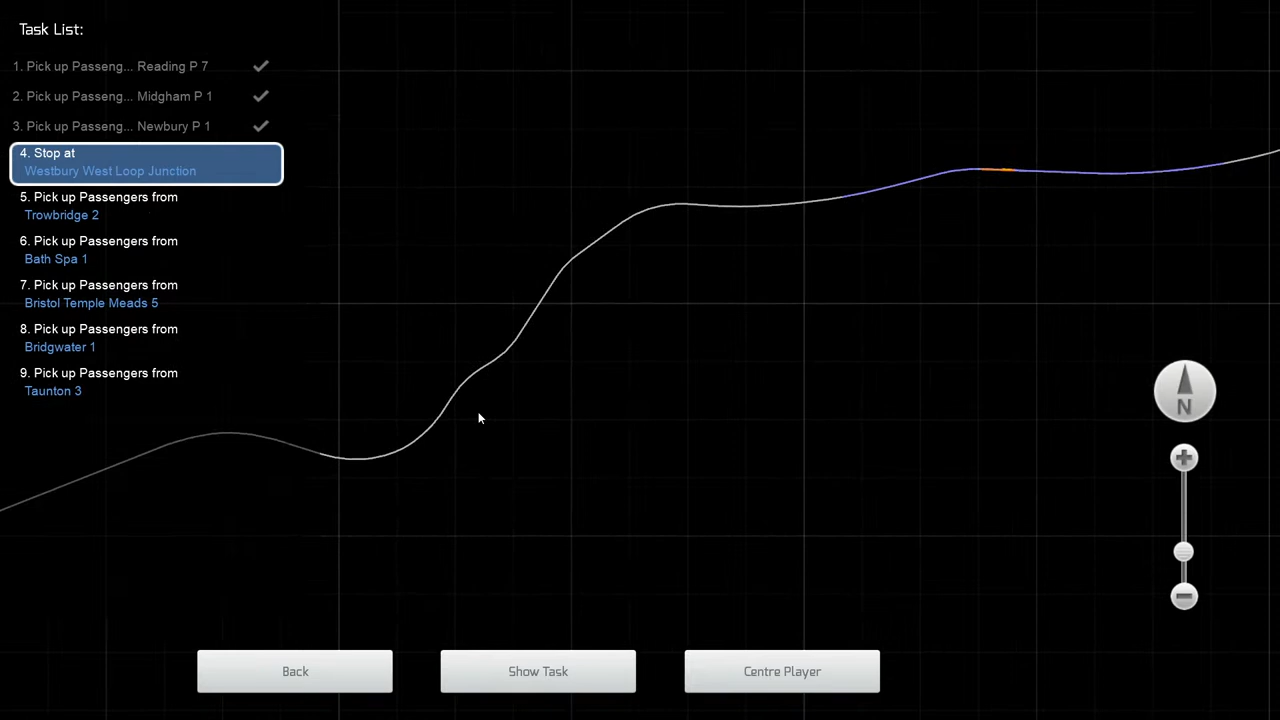 Task List:
1. Pick up Passeng... Reading P 7
2. Pick up Passeng... Midgham P 1
3. Pick up Passeng... Newbury P 1
4. Stop at
Westbury West Loop Junction
5. Pick up Passengers from
Trowbridge 2
6. Pick up Passengers from
Bath Spa 1
7. Pick up Passengers from
Bristol Temple Meads 5
8. Pick up Passengers from
Bridgwater 1
9. Pick up Passengers from
Taunton 3
N
Back
Show Task
Centre Player